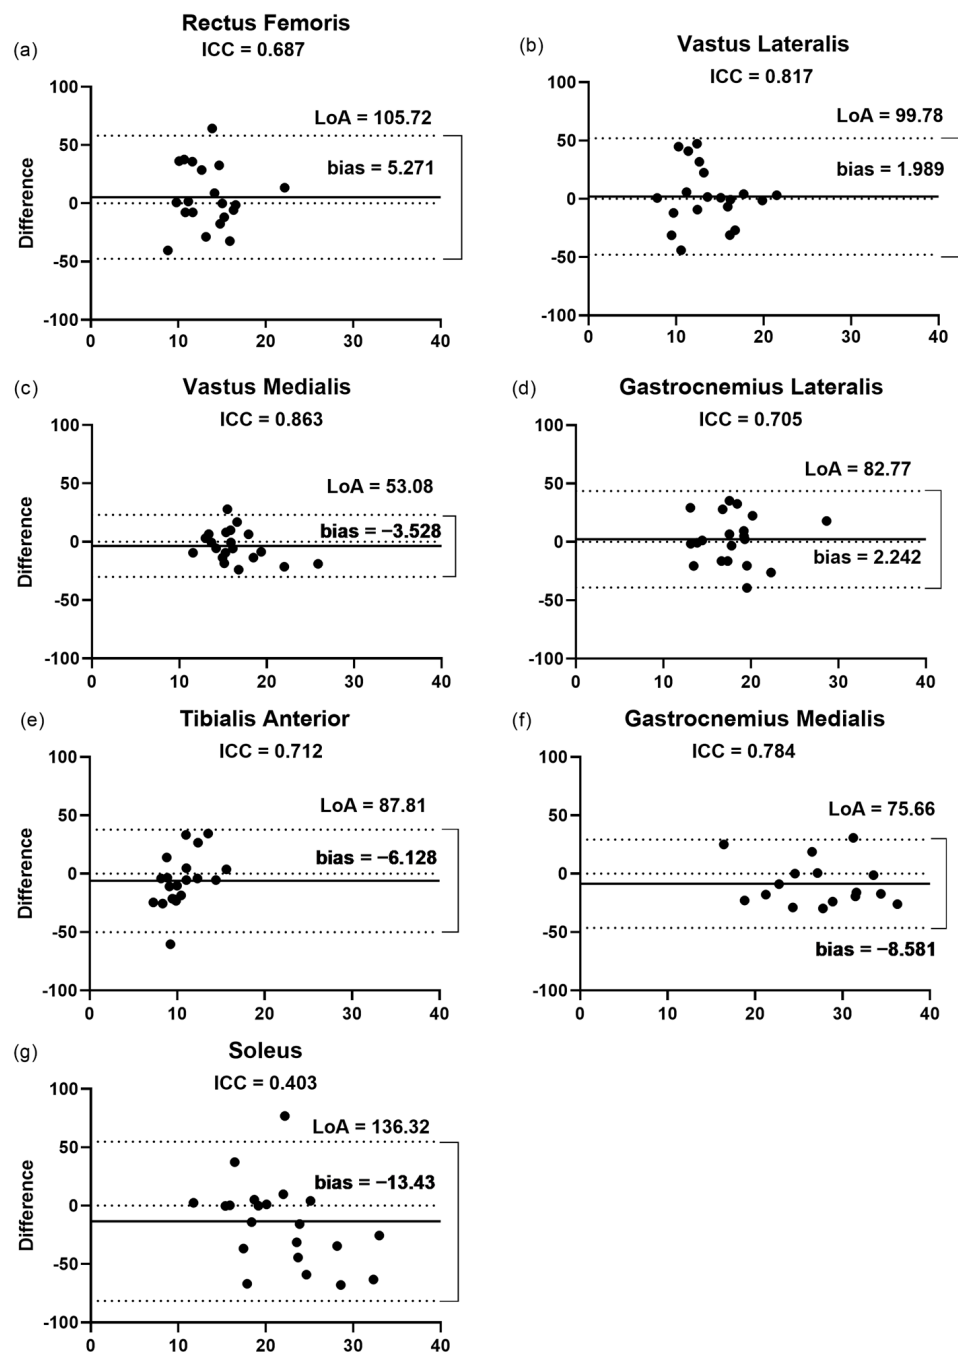 (a)
Rectus Femoris
ICC = 0.687
LoA = 105.72
bias = 5.271
Difference
100
50
0
-50
-100
0 10 20 30 40
(b)
Vastus Lateralis
ICC = 0.817
LoA = 99.78
bias = 1.989
100
50
0
-50
-100
0 10 20 30 40
(c)
Vastus Medialis
ICC = 0.863
LoA = 53.08
bias = −3.528
Difference
100
50
0
-50
-100
0 10 20 30 40
(d)
Gastrocnemius Lateralis
ICC = 0.705
LoA = 82.77
bias = 2.242
100
50
0
-50
-100
0 10 20 30 40
(e)
Tibialis Anterior
ICC = 0.712
LoA = 87.81
bias = −6.128
100
50
0
-50
-100
0 10 20 30 40
(f)
Gastrocnemius Medialis
ICC = 0.784
LoA = 75.66
bias = −8.581
100
50
0
-50
-100
0 10 20 30 40
(g)
Soleus
ICC = 0.403
LoA = 136.32
bias = −13.43
Difference
100
50
0
-50
-100
0 10 20 30 40